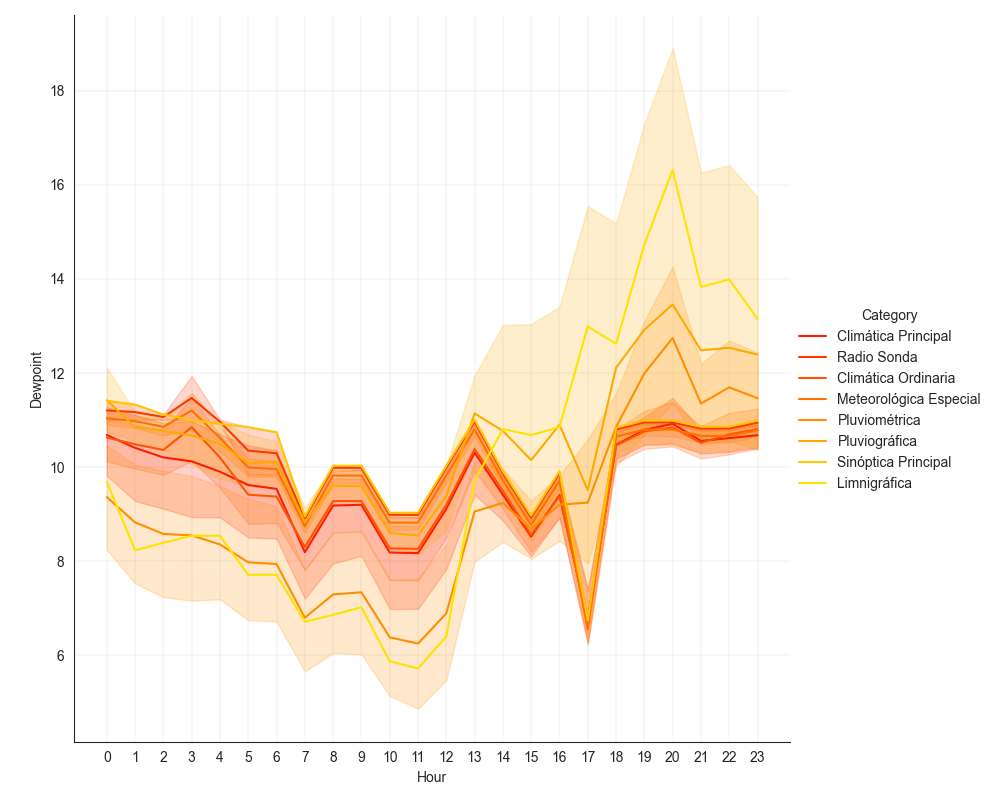 18
16
14
12
10
8
6
Dewpoint
0 1 2 3 4 5 6 7 8 9 10 11 12 13 14 15 16 17 18 19 20 21 22 23
Hour
Category
Climática Principal
Radio Sonda
Climática Ordinaria
Meteorológica Especial
Pluviométrica
Pluviográfica
Sinóptica Principal
Limnigráfica